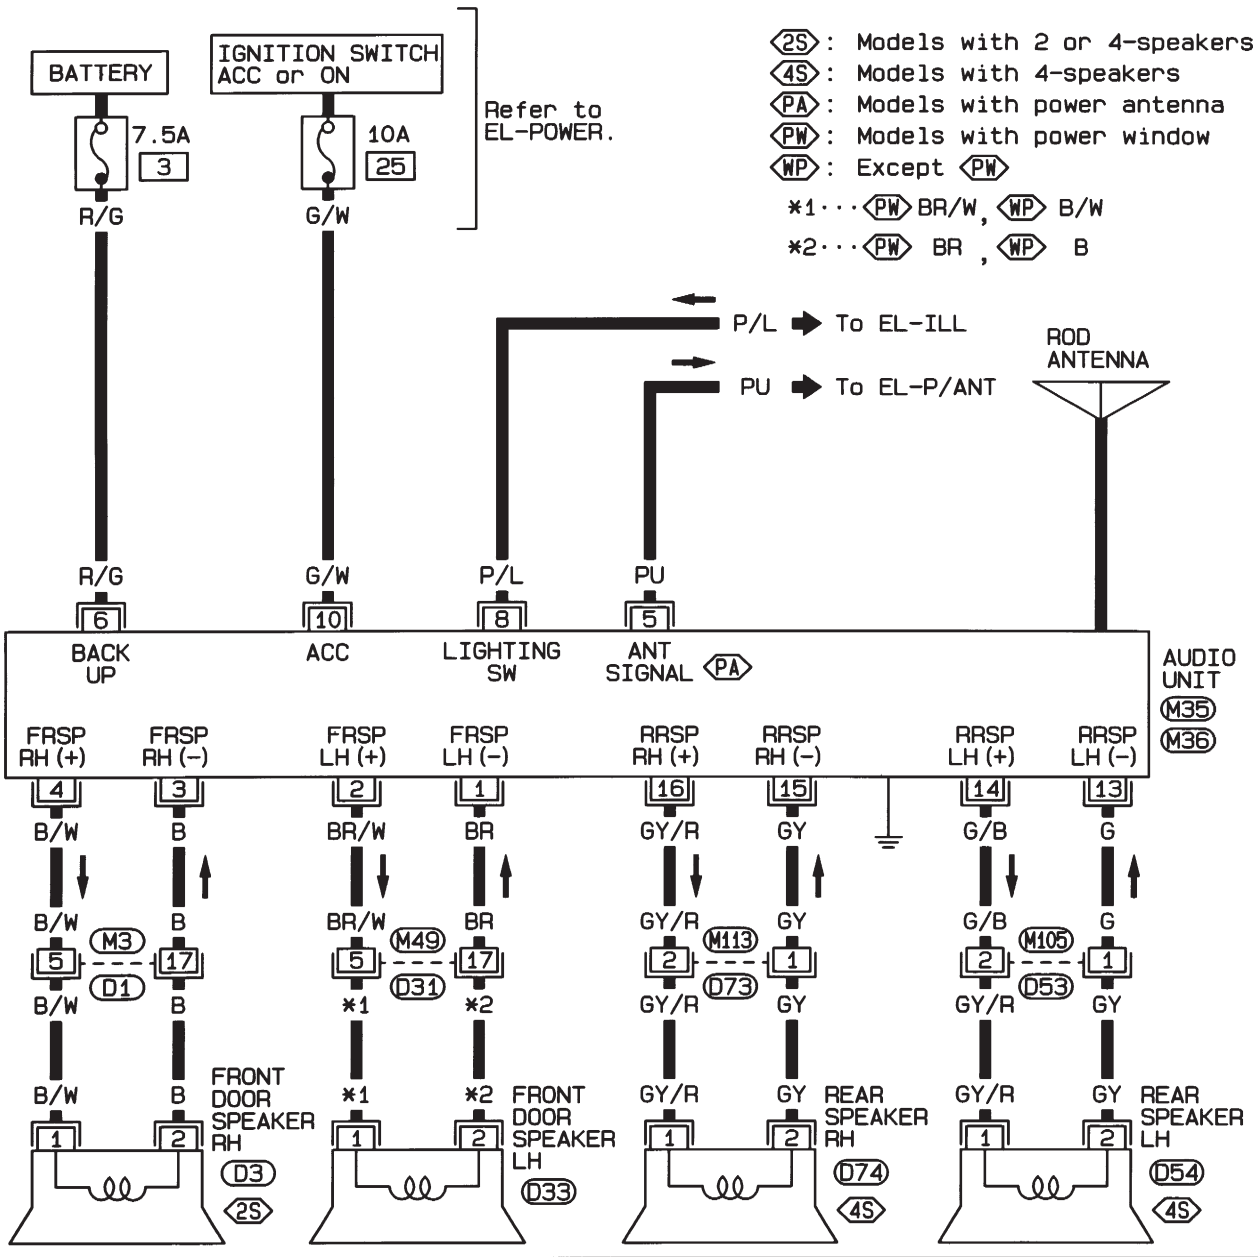 BATTERY
7.5A
3
R/G
IGNITION SWITCH
ACC or ON
10A
25
G/W
Refer to
EL-POWER.
2S : Models with 2 or 4-speakers
4S : Models with 4-speakers
PA : Models with power antenna
PW : Models with power window
WP : Except PW
*1··· PW BR/W, WP B/W
*2··· PW BR , WP B
P/L To EL-ILL
PU To EL-P/ANT
ROD
ANTENNA
R/G G/W P/L PU
6 10 8 5
BACK
UP
ACC
LIGHTING
SW
ANT
SIGNAL PA
AUDIO
UNIT
M35
M36
FRSP
RH (+)
FRSP
RH (-)
FRSP
LH (+)
FRSP
LH (-)
RRSP
RH (+)
RRSP
RH (-)
RRSP
LH (+)
RRSP
LH (-)
4 3 2 1 16 15 14 13
B/W B BR/W BR GY/R GY G/B G
B/W B BR/W BR GY/R GY G/B G
M3 M49 M113 M105
5 17 5 17 2 1 2 1
D1 D31 D73 D53
B/W B *1 *2 GY/R GY GY/R GY
B/W B *1 *2 GY/R GY GY/R GY
1 2 1 2 1 2 1 2
FRONT
DOOR
SPEAKER
RH
D3
2S
FRONT
DOOR
SPEAKER
LH
D33
REAR
SPEAKER
RH
D74
4S
REAR
SPEAKER
LH
D54
4S